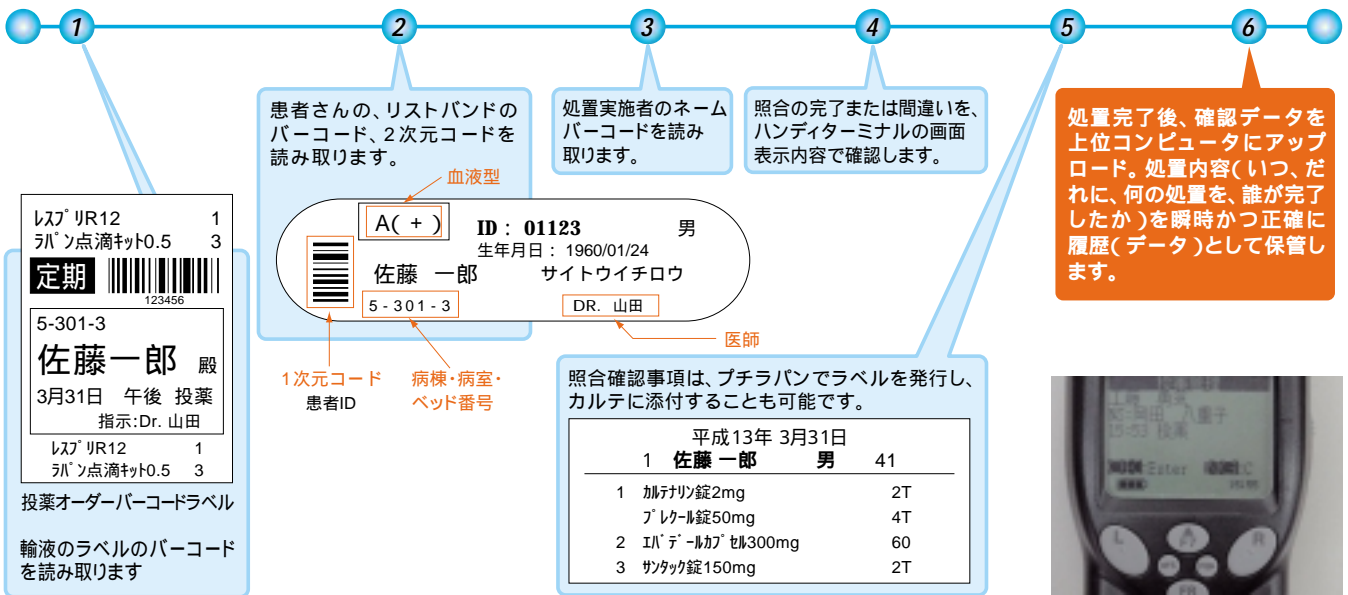 1
2
3
4
5
6
ﾚｽﾌﾟﾘR12 1
ﾗﾊﾟﾝ点滴ｷｯﾄ0.5 3
定期
123456
5-301-3
佐藤一郎 殿
3月31日 午後 投薬
指示:Dr. 山田
ﾚｽﾌﾟﾘR12 1
ﾗﾊﾟﾝ点滴ｷｯﾄ0.5 3
投薬オーダーバーコードラベル
輸液のラベルのバーコード
を読み取ります
患者さんの、リストバンドの
バーコード、2次元コードを
読み取ります。
血液型
A( + )
ID : 01123 男
生年月日 : 1960/01/24
佐藤 一郎 サイトウイチロウ
5-301-3
DR. 山田
医師
1次元コード
患者ID
病棟・病室・
ベッド番号
処置実施者のネーム
バーコードを読み
取ります。
照合の完了または間違いを、
ハンディターミナルの画面
表示内容で確認します。
照合確認事項は、プチラパンでラベルを発行し、
カルテに添付することも可能です。
平成13年 3月31日
1 佐藤 一郎 男 41
1 ｶﾙﾃﾅﾘﾝ錠2mg 2T
ﾌﾟﾚｸｰﾙ錠50mg 4T
2 ｴﾊﾟﾃﾞｰﾙｶﾌﾟｾﾙ300mg 60
3 ｻﾝﾀｯｸ錠150mg 2T
処置完了後、確認データを
上位コンピュータにアップ
ロード。処置内容(いつ、だ
れに、何の処置を、誰が完了
したか)を瞬時かつ正確に
履歴(データ)として保管し
ます。
15:53 投薬
Enter
L
R